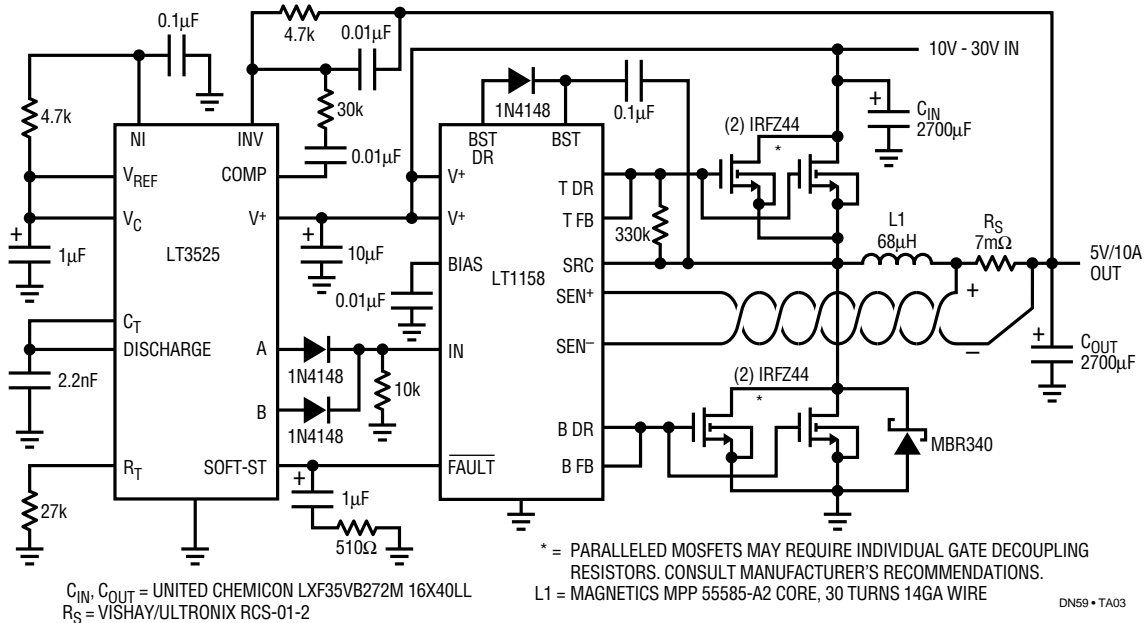 0.1µF
4.7k
0.01µF
4.7k
10V - 30V IN
1N4148
30k
0.1µF
C_IN
2700µF
NI
INV
BST
DR
BST
(2) IRFZ44
*
+
V_REF
COMP
0.01µF
V+
T DR
V_C
V+
V+
T FB
330k
L1
68µH
R_S
7mΩ
+
1µF
LT3525
+
10µF
BIAS
LT1158
SRC
5V/10A
OUT
0.01µF
SEN+
+
C_T
SEN–
–
+
C_OUT
2700µF
DISCHARGE
A
1N4148
IN
2.2nF
10k
(2) IRFZ44
*
B
1N4148
B DR
MBR340
R_T
SOFT-ST
FAULT
B FB
27k
+
1µF
510Ω
* = PARALLELED MOSFETS MAY REQUIRE INDIVIDUAL GATE DECOUPLING
RESISTORS. CONSULT MANUFACTURER'S RECOMMENDATIONS.
C_IN, C_OUT = UNITED CHEMICON LXF35VB272M 16X40LL
L1 = MAGNETICS MPP 55585-A2 CORE, 30 TURNS 14GA WIRE
R_S = VISHAY/ULTRONIX RCS-01-2
DN59 • TA03